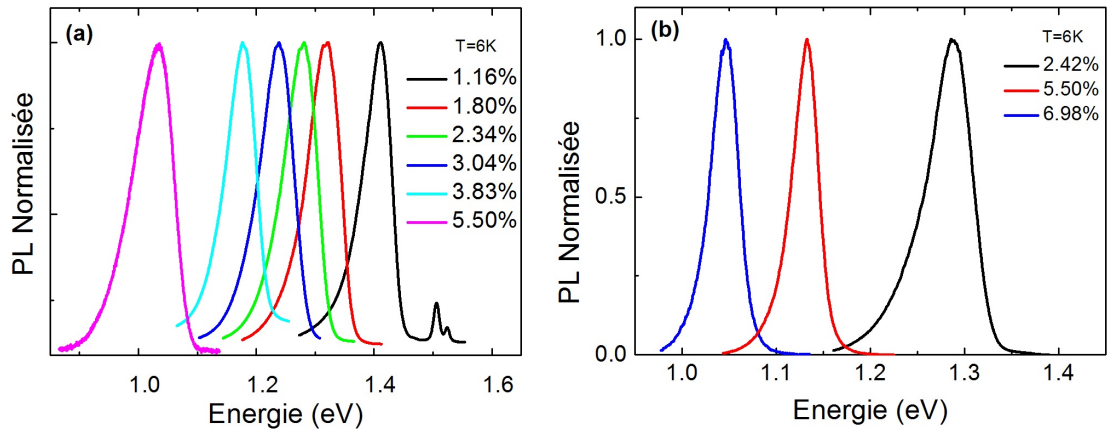 (a)
T=6K
1.16%
1.80%
2.34%
3.04%
3.83%
5.50%
PL Normalisée
1.0
1.2
1.4
1.6
Energie (eV)
(b)
T=6K
2.42%
5.50%
6.98%
PL Normalisée
1.0
0.5
0.0
1.0
1.1
1.2
1.3
1.4
Energie (eV)